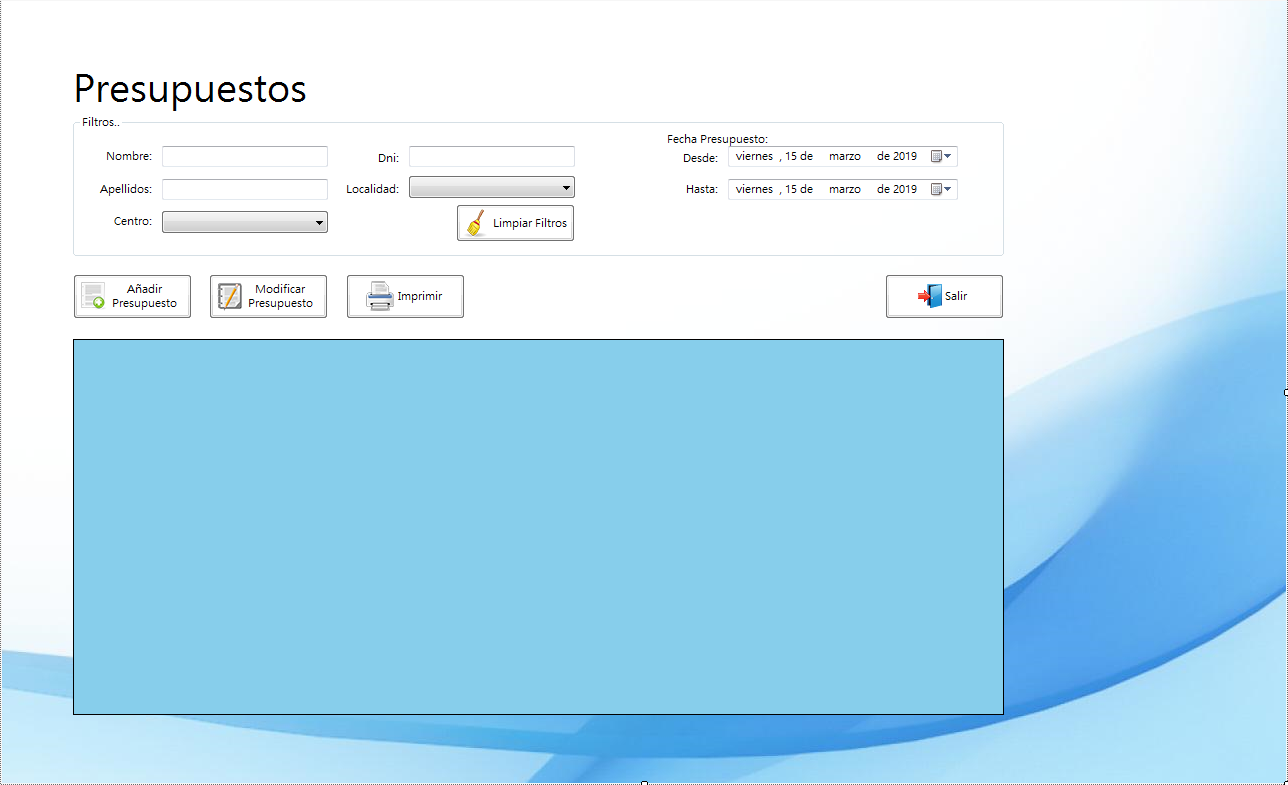 Presupuestos
Filtros..
Nombre:
Dni:
Fecha Presupuesto:
Desde: viernes , 15 de marzo de 2019
Apellidos:
Localidad:
Hasta: viernes , 15 de marzo de 2019
Centro:
Limpiar Filtros
Añadir
Presupuesto
Modificar
Presupuesto
Imprimir
Salir